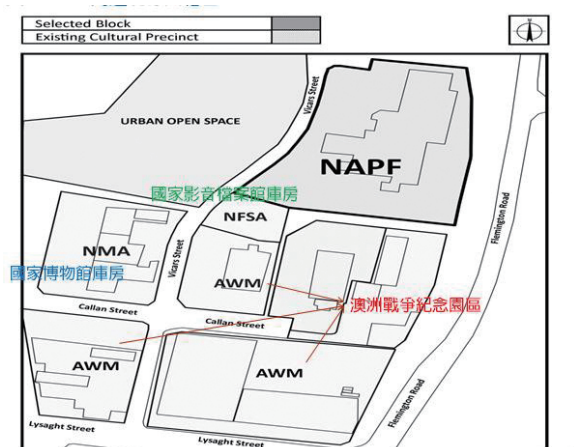 Selected Block
Existing Cultural Precinct
URBAN OPEN SPACE
Vicars Street
NAPF
國家影音檔案館庫房
NFSA
Flemington Road
NMA
Vicars Street
國家博物館庫房
AWM
澳洲戰爭紀念園區
Callan Street
Callan Street
AWM
AWM
Flemington Road
Lysaght Street
Lysaght Street